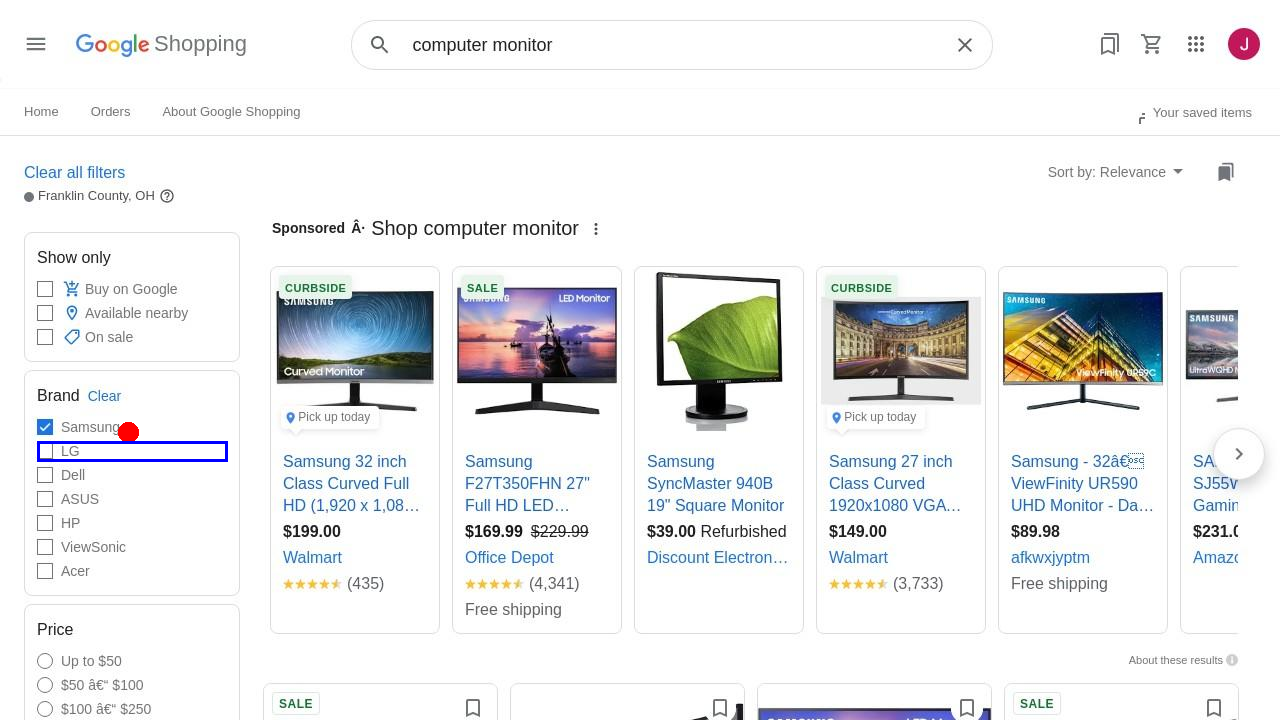 Google Shopping
computer monitor
J
Home
Orders
About Google Shopping
Your saved items
Clear all filters
Franklin County, OH
Sort by: Relevance
Sponsored Â· Shop computer monitor
Show only
Buy on Google
Available nearby
On sale
Brand Clear
Samsung
LG
Dell
ASUS
HP
ViewSonic
Acer
Price
Up to $50
$50 â€“ $100
$100 â€“ $250
CURBSIDE
SAMSUNG
Curved Monitor
Pick up today
Samsung 32 inch
Class Curved Full
HD (1,920 x 1,08…
$199.00
Walmart
(435)
SALE
LED Monitor
Samsung
F27T350FHN 27"
Full HD LED…
$169.99 $229.99
Office Depot
(4,341)
Free shipping
Samsung
SyncMaster 940B
19" Square Monitor
$39.00 Refurbished
Discount Electron…
CURBSIDE
Curved Monitor
Pick up today
Samsung 27 inch
Class Curved
1920x1080 VGA…
$149.00
Walmart
(3,733)
SAMSUNG
ViewFinity UR59C
Samsung - 32â€
ViewFinity UR590
UHD Monitor - Da…
$89.98
afkwxjyptm
Free shipping
SAMSUNG
UltraWQHD M
SJ55W
Gamin
$231.0
Amazo
About these results
SALE
SALE